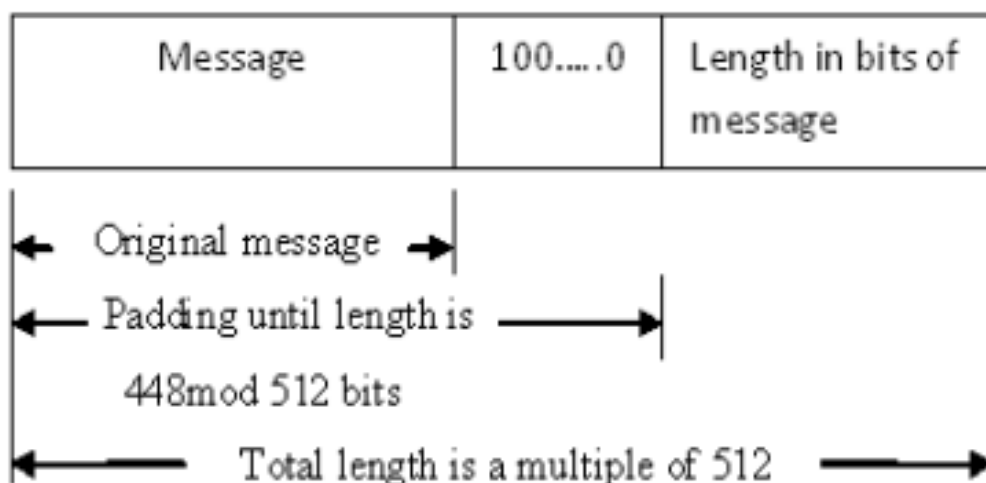 Message 100.....0 Length in bits of
message
Original message
Padding until length is
448mod 512 bits
Total length is a multiple of 512